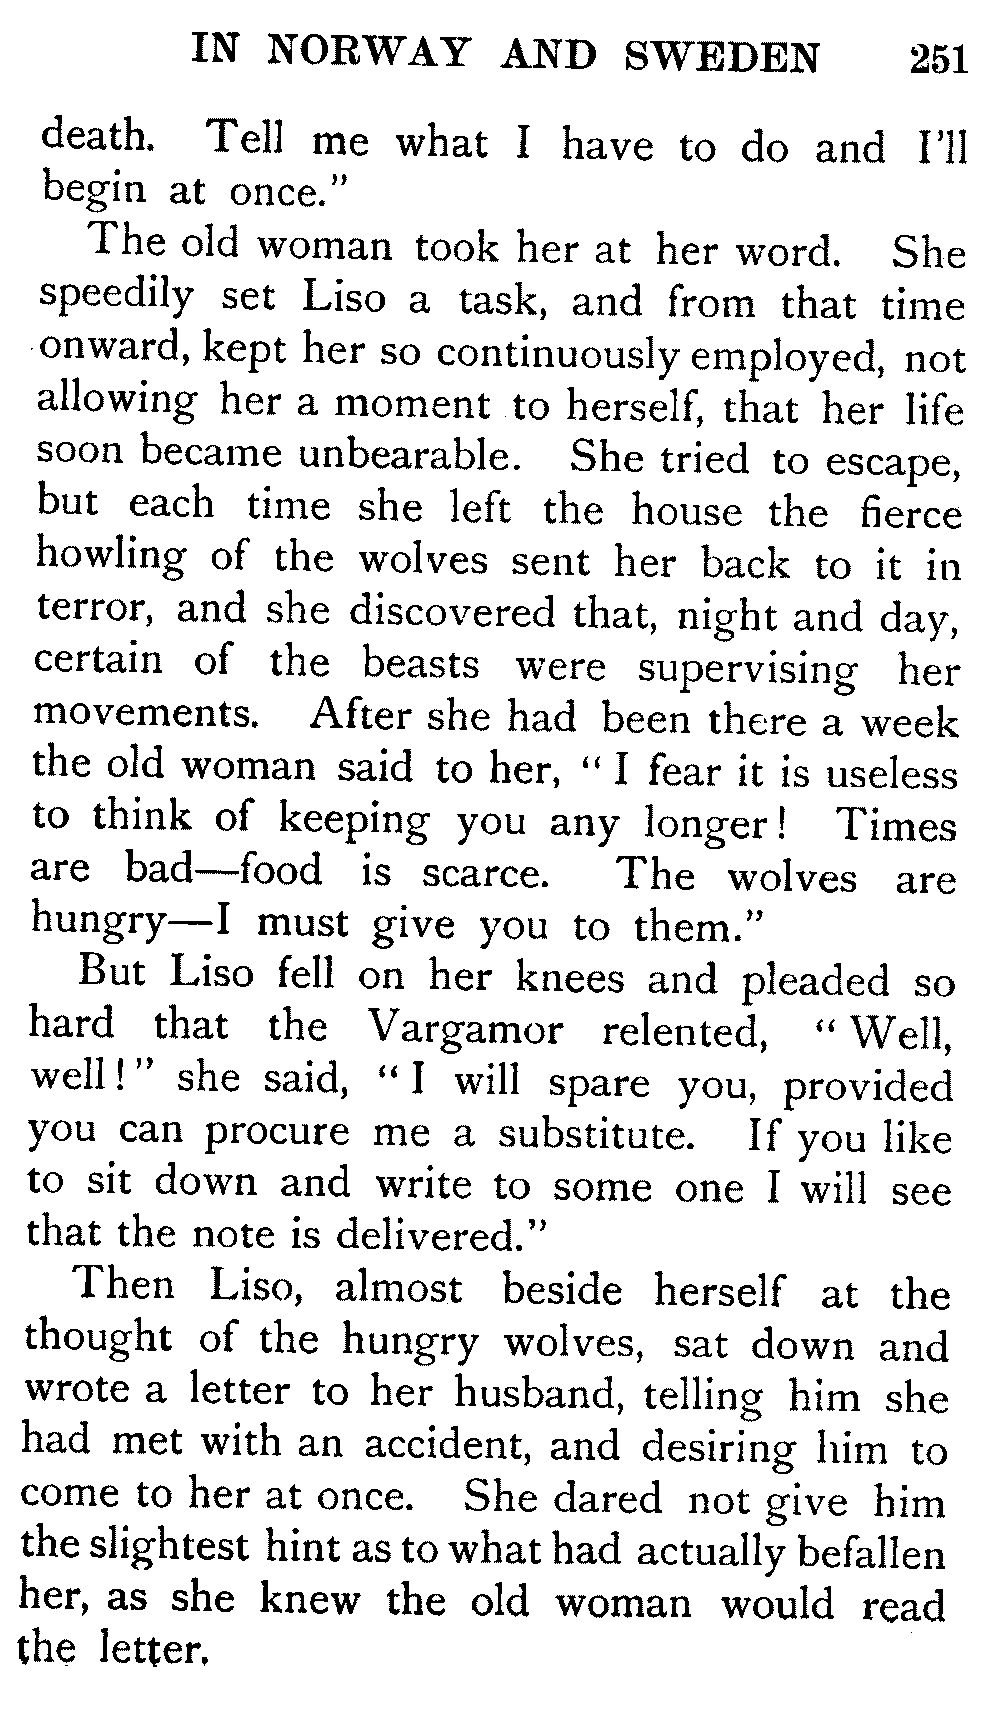 IN NORWAY AND SWEDEN 251
death. Tell me what I have to do and I'll
begin at once."
The old woman took her at her word. She
speedily set Liso a task, and from that time
onward, kept her so continuously employed, not
allowing her a moment to herself, that her life
soon became unbearable. She tried to escape,
but each time she left the house the fierce
howling of the wolves sent her back to it in
terror, and she discovered that, night and day,
certain of the beasts were supervising her
movements. After she had been there a week
the old woman said to her, "I fear it is useless
to think of keeping you any longer! Times
are bad—food is scarce. The wolves are
hungry—I must give you to them."
But Liso fell on her knees and pleaded so
hard that the Vargamor relented, "Well,
well!" she said, "I will spare you, provided
you can procure me a substitute. If you like
to sit down and write to some one I will see
that the note is delivered."
Then Liso, almost beside herself at the
thought of the hungry wolves, sat down and
wrote a letter to her husband, telling him she
had met with an accident, and desiring him to
come to her at once. She dared not give him
the slightest hint as to what had actually befallen
her, as she knew the old woman would read
the letter.